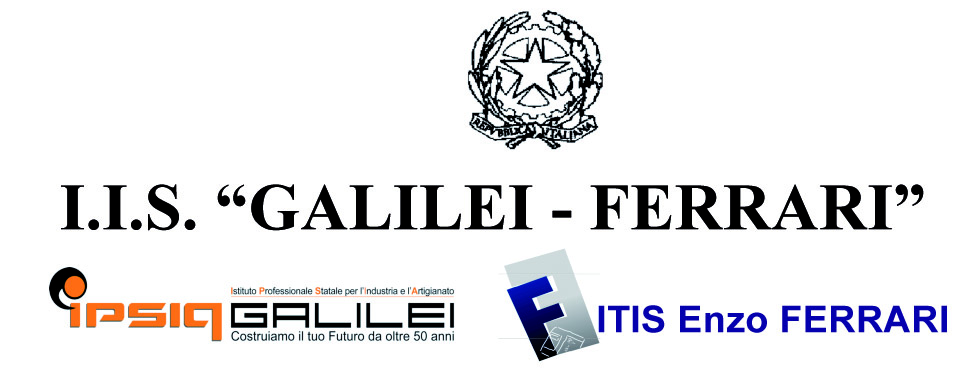 REPVBBLICA ITALIANA
I.I.S. “GALILEI - FERRARI”
Istituto Professionale Statale per l'Industria e l'Artigianato
IPSIA GALILEI
Costruiamo il tuo Futuro da oltre 50 anni
F
ITIS Enzo FERRARI